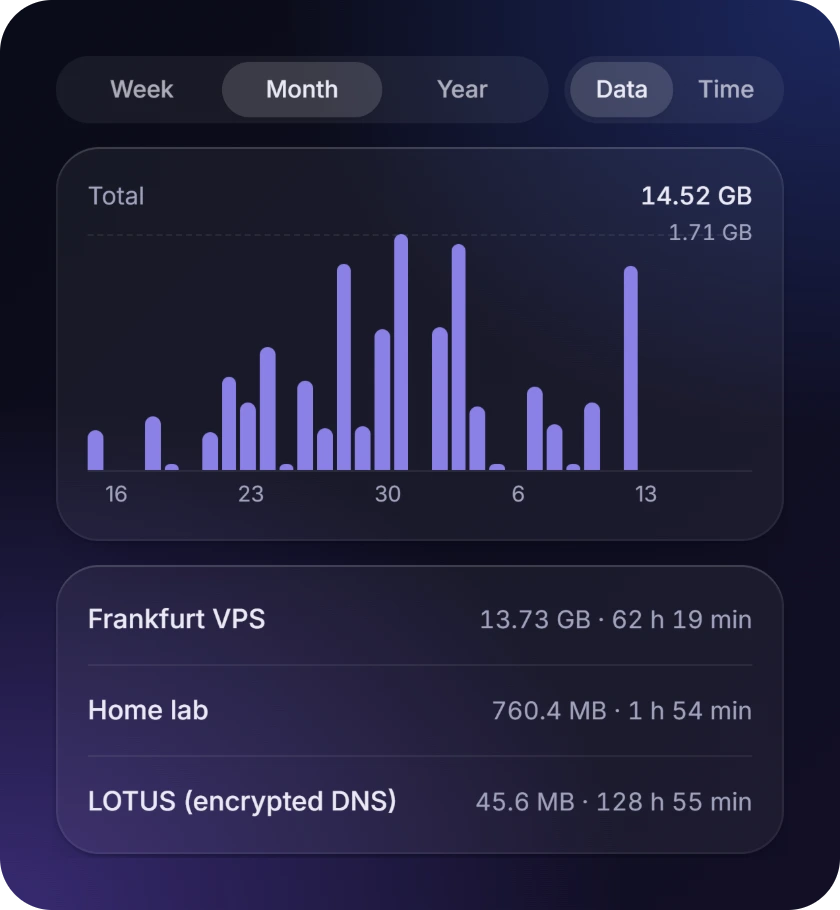 Week Month Year Data Time
Total 14.52 GB
1.71 GB
16 23 30 6 13
Frankfurt VPS 13.73 GB · 62 h 19 min
Home lab 760.4 MB · 1 h 54 min
LOTUS (encrypted DNS) 45.6 MB · 128 h 55 min